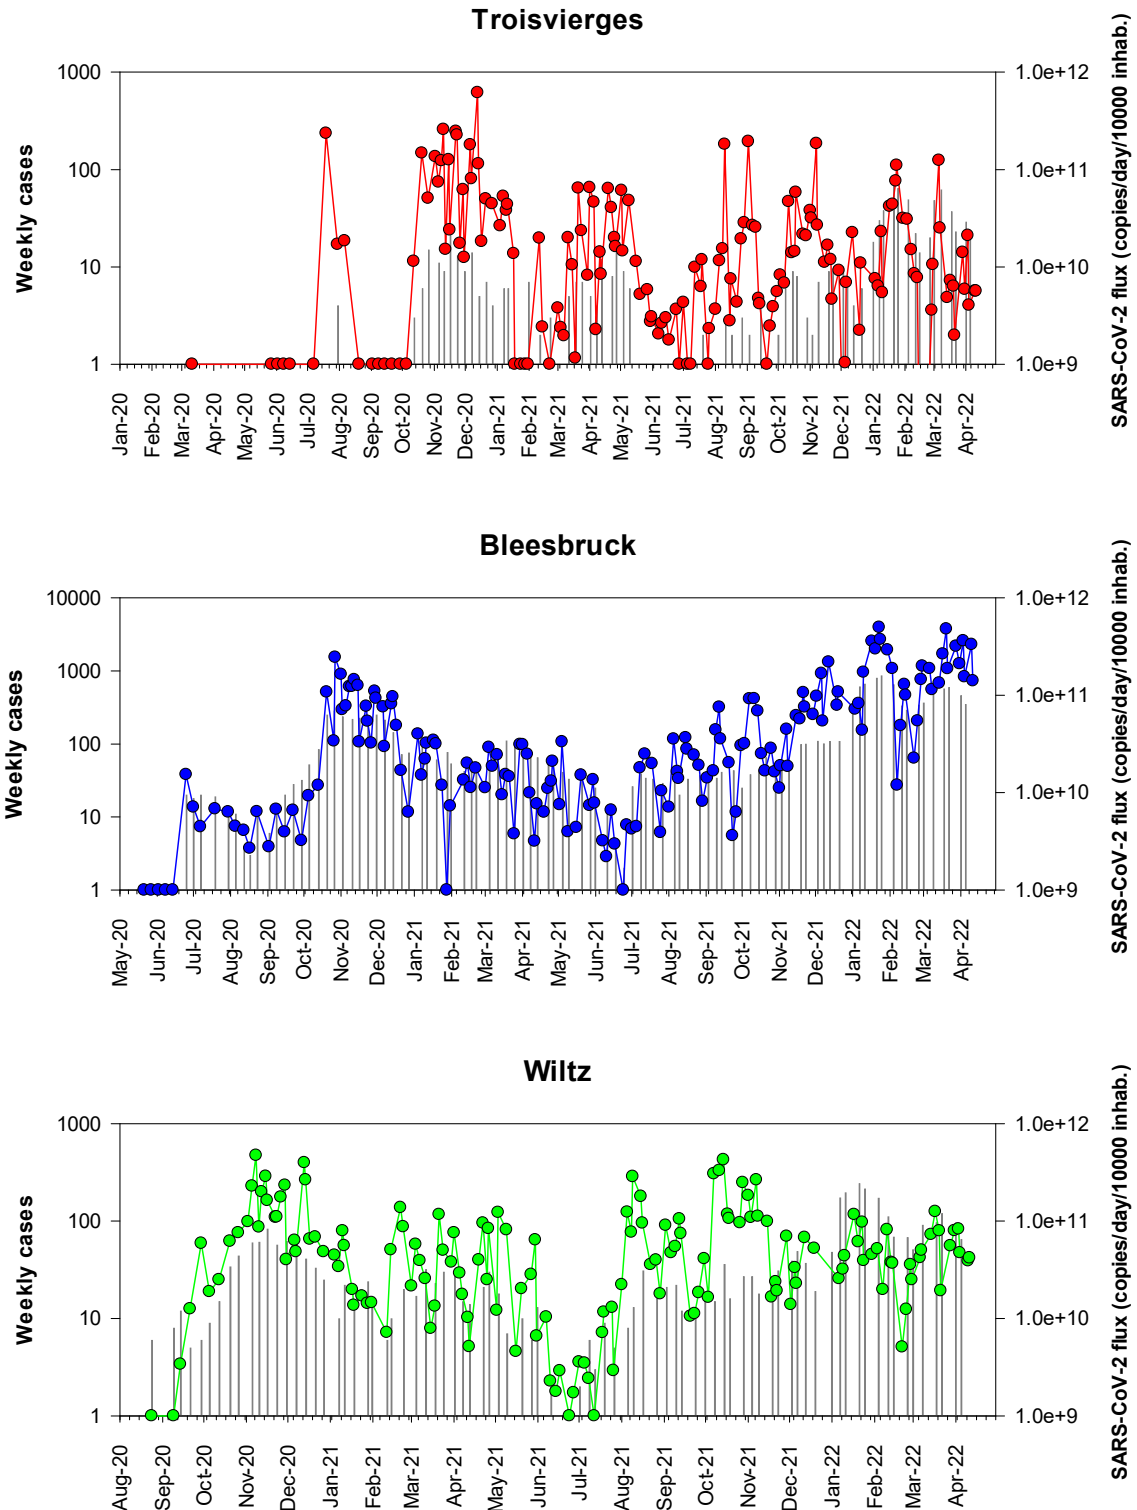 Troisvierges
Weekly cases
1000
100
10
1
1.0e+12
1.0e+11
1.0e+10
1.0e+9
SARS-CoV-2 flux (copies/day/10000 inhab.)
Jan-20
Feb-20
Mar-20
Apr-20
May-20
Jun-20
Jul-20
Aug-20
Sep-20
Oct-20
Nov-20
Dec-20
Jan-21
Feb-21
Mar-21
Apr-21
May-21
Jun-21
Jul-21
Aug-21
Sep-21
Oct-21
Nov-21
Dec-21
Jan-22
Feb-22
Mar-22
Apr-22
Bleesbruck
Weekly cases
10000
1000
100
10
1
1.0e+12
1.0e+11
1.0e+10
1.0e+9
SARS-CoV-2 flux (copies/day/10000 inhab.)
May-20
Jun-20
Jul-20
Aug-20
Sep-20
Oct-20
Nov-20
Dec-20
Jan-21
Feb-21
Mar-21
Apr-21
May-21
Jun-21
Jul-21
Aug-21
Sep-21
Oct-21
Nov-21
Dec-21
Jan-22
Feb-22
Mar-22
Apr-22
Wiltz
Weekly cases
1000
100
10
1
1.0e+12
1.0e+11
1.0e+10
1.0e+9
SARS-CoV-2 flux (copies/day/10000 inhab.)
Aug-20
Sep-20
Oct-20
Nov-20
Dec-20
Jan-21
Feb-21
Mar-21
Apr-21
May-21
Jun-21
Jul-21
Aug-21
Sep-21
Oct-21
Nov-21
Dec-21
Jan-22
Feb-22
Mar-22
Apr-22